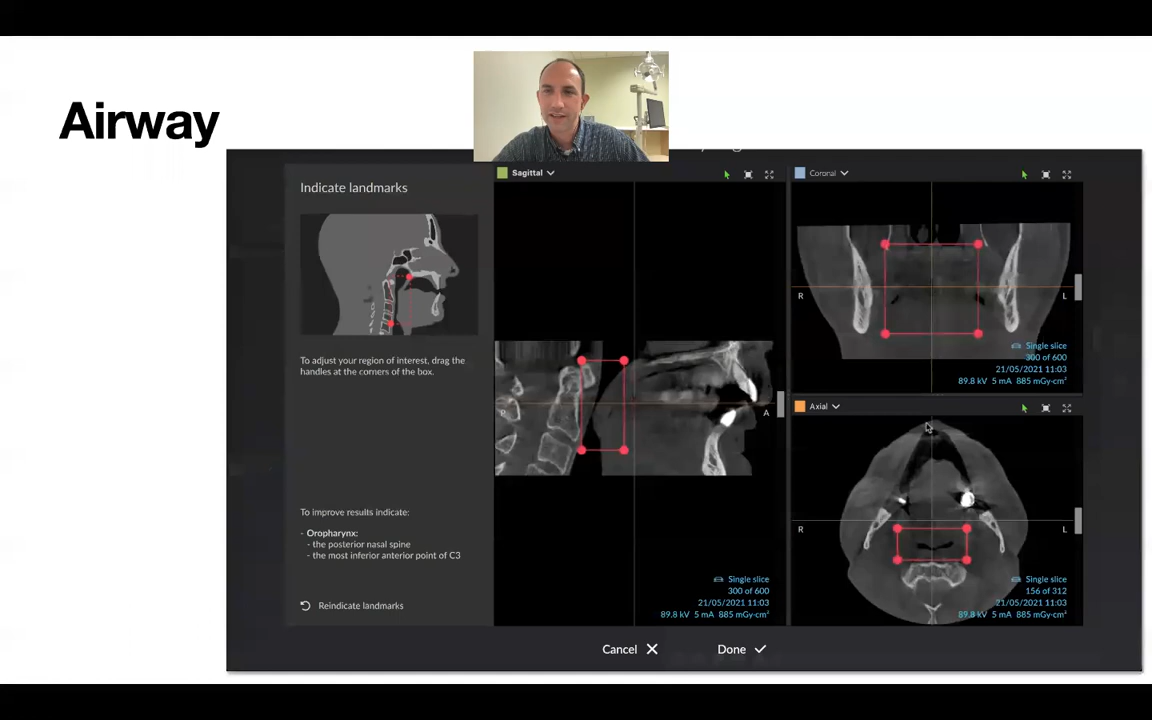 Airway
Indicate landmarks
To adjust your region of interest, drag the
handles at the corners of the box.
To improve results indicate:
- Oropharynx:
- the posterior nasal spine
- the most inferior anterior point of C3
Reindicate landmarks
Sagittal
P
A
Single slice
300 of 600
21/05/2021 11:03
89.8 kV 5 mA 885 mGy·cm²
Coronal
R
L
Single slice
300 of 600
21/05/2021 11:03
89.8 kV 5 mA 885 mGy·cm²
Axial
R
L
Single slice
156 of 312
21/05/2021 11:03
89.8 kV 5 mA 885 mGy·cm²
Cancel
Done